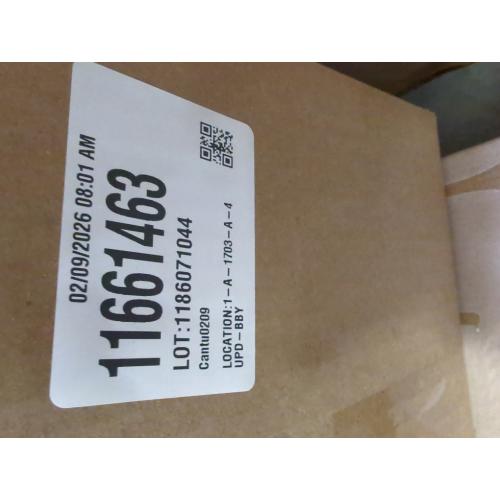 02/09/2026 08:01 AM
11661463
LOT:1186071044
Cantu0209
LOCATION:1-A-1703-A-4
UPD-BBY